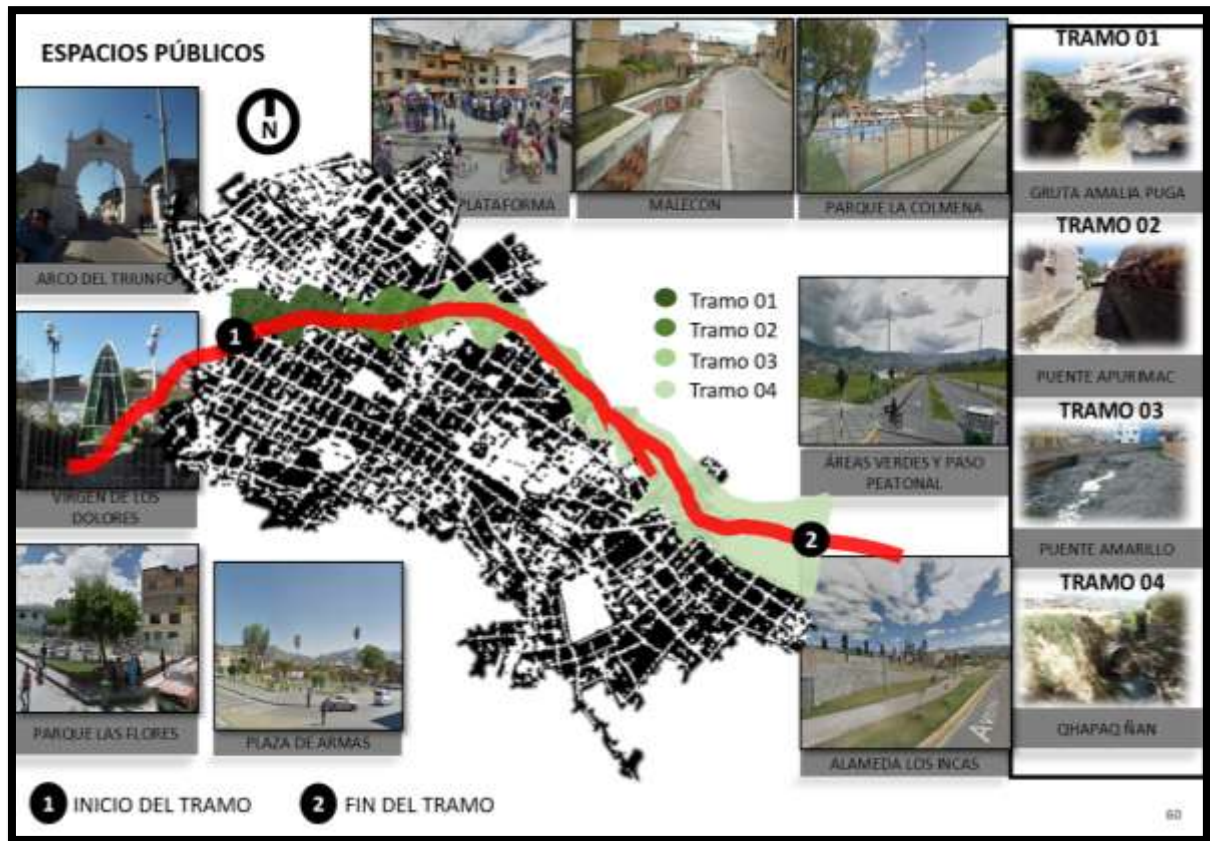 ESPACIOS PÚBLICOS
N
ARCO DEL TRIUNFO
PLATAFORMA
MALECON
PARQUE LA COLMENA
TRAMO 01
GRUTA AMALIA PUGA
TRAMO 02
PUENTE APURIMAC
TRAMO 03
PUENTE AMARILLO
TRAMO 04
QHAPAQ ÑAN
Tramo 01
Tramo 02
Tramo 03
Tramo 04
1
2
VIRGEN DE LOS
DOLORES
ÁREAS VERDES Y PASO
PEATONAL
PARQUE LAS FLORES
PLAZA DE ARMAS
Av
ALAMEDA LOS INCAS
1 INICIO DEL TRAMO
2 FIN DEL TRAMO
60